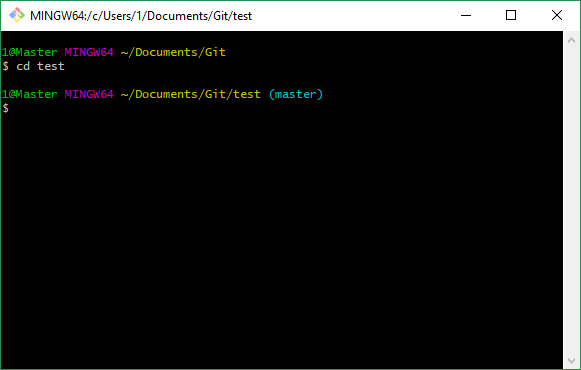 MINGW64:/c/Users/1/Documents/Git/test
1@Master MINGW64 ~/Documents/Git
$ cd test
1@Master MINGW64 ~/Documents/Git/test (master)
$